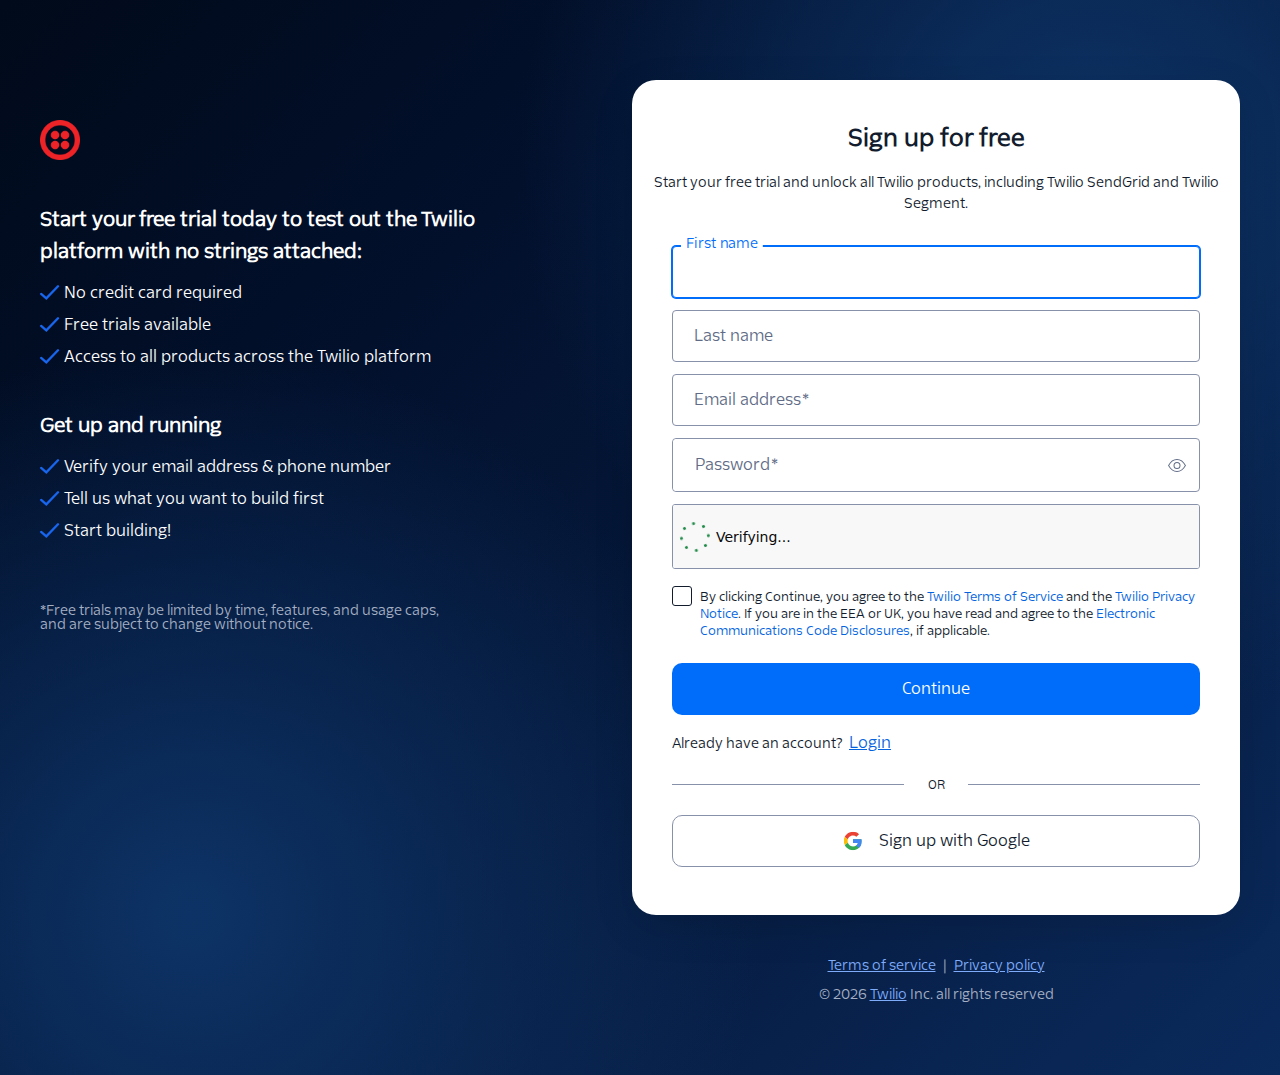 Start your free trial today to test out the Twilio
platform with no strings attached:
No credit card required
Free trials available
Access to all products across the Twilio platform
Get up and running
Verify your email address & phone number
Tell us what you want to build first
Start building!
*Free trials may be limited by time, features, and usage caps,
and are subject to change without notice.
Sign up for free
Start your free trial and unlock all Twilio products, including Twilio SendGrid and Twilio
Segment.
First name
Last name
Email address*
Password*
Verifying...
By clicking Continue, you agree to the Twilio Terms of Service and the Twilio Privacy
Notice. If you are in the EEA or UK, you have read and agree to the Electronic
Communications Code Disclosures, if applicable.
Continue
Already have an account? Login
OR
Sign up with Google
Terms of service | Privacy policy
© 2026 Twilio Inc. all rights reserved